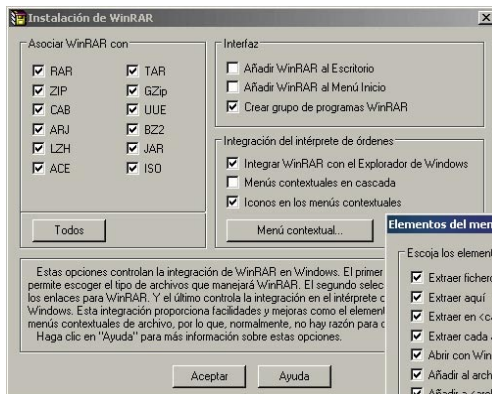 Instalación de WinRAR
Asociar WinRAR con
RAR
ZIP
CAB
ARJ
LZH
ACE
TAR
GZip
UUE
BZ2
JAR
ISO
Todos
Interfaz
Añadir WinRAR al Escritorio
Añadir WinRAR al Menú Inicio
Crear grupo de programas WinRAR
Integración del intérprete de órdenes
Integrar WinRAR con el Explorador de Windows
Menús contextuales en cascada
Iconos en los menús contextuales
Menú contextual...
Estas opciones controlan la integración de WinRAR en Windows. El primer
permite escoger el tipo de archivos que manejará WinRAR. El segundo selec
los enlaces para WinRAR. Y el último controla la integración en el intérprete
Windows. Esta integración proporciona facilidades y mejoras como el element
menús contextuales de archivo, por lo que, normalmente, no hay razón para
Haga clic en "Ayuda" para más información sobre estas opciones.
Aceptar
Ayuda
Elementos del men
Escoja los element
Extraer fichero
Extraer aquí
Extraer en <ca
Extraer cada
Abrir con Win
Añadir al arch
Añadir a <arch